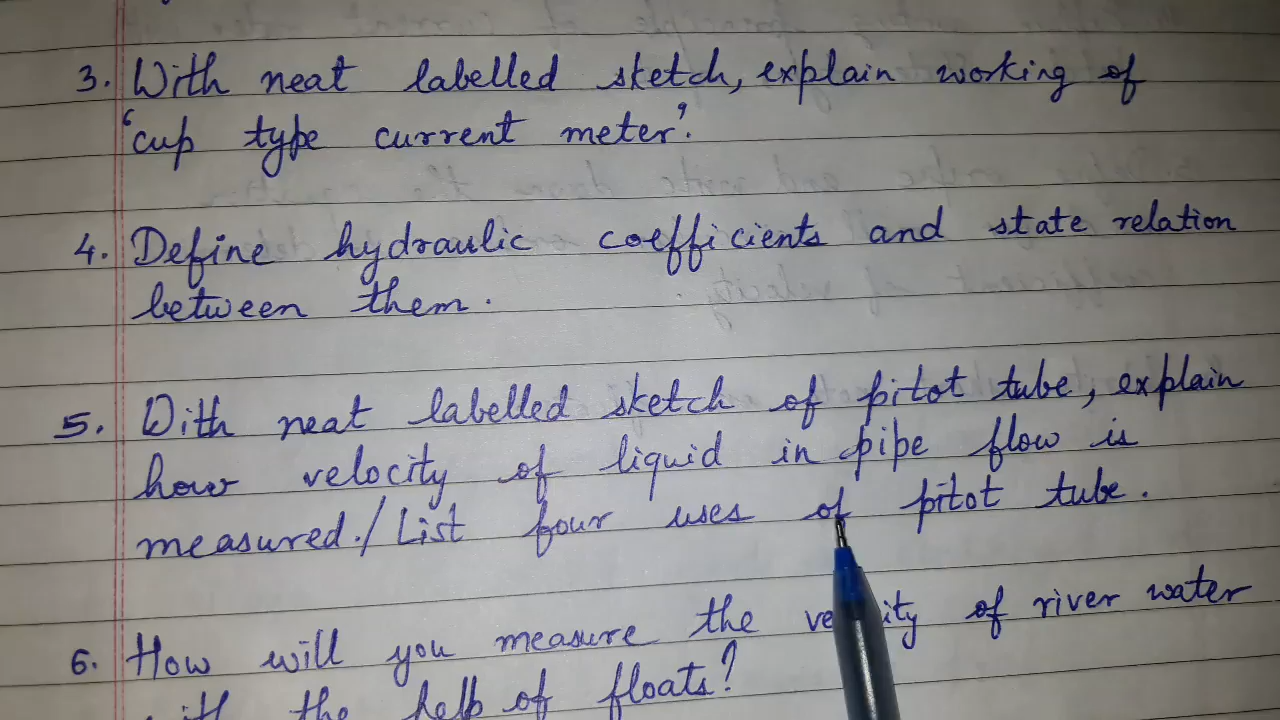 3. With neat labelled sketch, explain working of
'cup type current meter'.
4. Define hydraulic coefficients and state relation
between them.
5. With neat labelled sketch of pitot tube, explain
how velocity of liquid in pipe flow is
measured./List four uses of pitot tube.
6. How will you measure the velocity of river water
with the help of floats?